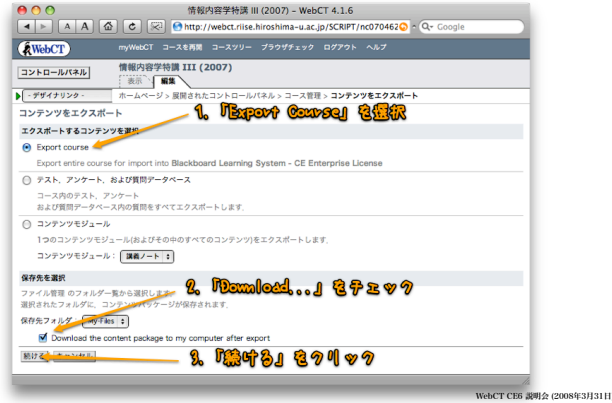 情報内容学特講 III (2007) – WebCT 4.1.6
A A
http://webct.riise.hiroshima-u.ac.jp/SCRIPT/nc070462
Google
WebCT
myWebCT コースを再開 コースツリー ブラウザチェック ログアウト ヘルプ
コントロールパネル
情報内容学特講 III (2007)
表示 編集
- デザイナリンク -
ホームページ > 展開されたコントロールパネル > コース管理 > コンテンツをエクスポート
コンテンツをエクスポート
1. 「Export Course」 を選択
エクスポートするコンテンツを選択
Export course
Export entire course for import into Blackboard Learning System - CE Enterprise License
テスト、アンケート、および質問データベース
コース内のテスト、アンケート
および質問データベース内の質問をすべてエクスポートします.
コンテンツモジュール
1つのコンテンツモジュール(およびその中のすべてのコンテンツ)をエクスポートします.
コンテンツモジュール: 講義ノート
保存先を選択
ファイル管理 のフォルダ一覧から選択します.
2. 「Download...」 をチェック
選択されたフォルダに、コンテンツパッケージが保存されます.
保存先フォルダ: My Files
Download the content package to my computer after export
続ける キャンセル
3. 「続ける」 をクリック
WebCT CE6 説明会 (2008年3月31日